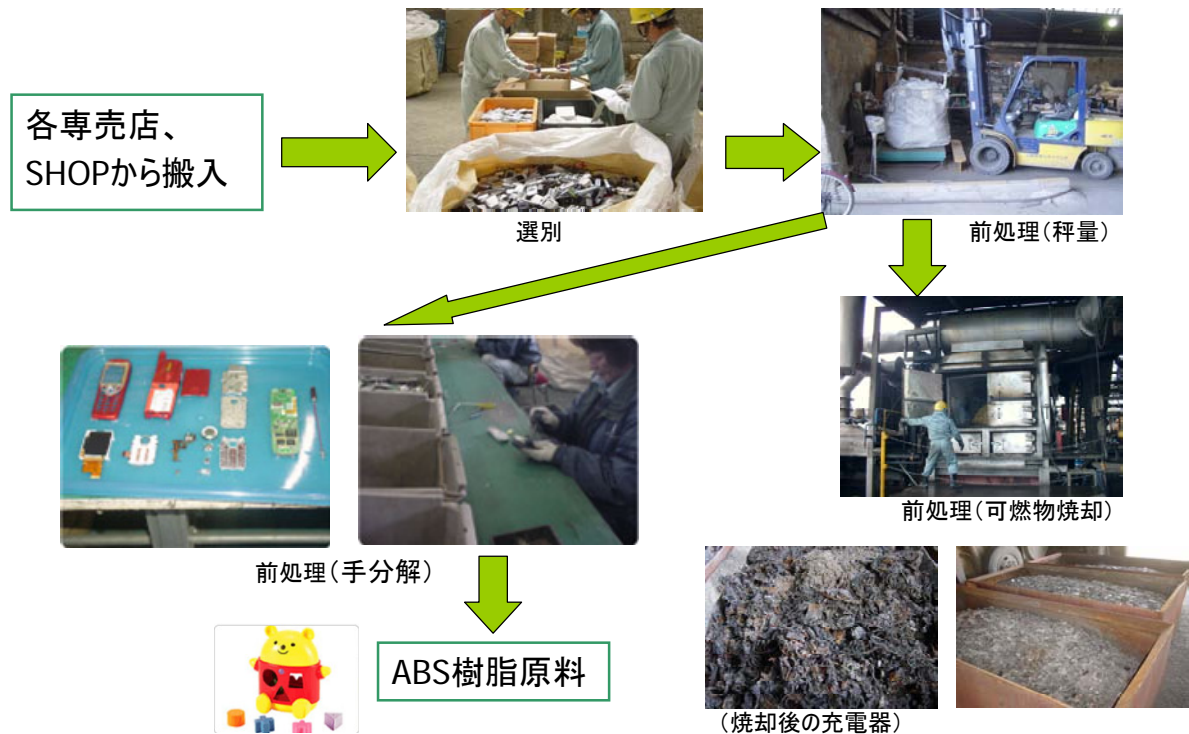 各専売店、
SHOPから搬入
選別
前処理（秤量）
前処理（可燃物焼却）
前処理（手分解）
ABS樹脂原料
（焼却後の充電器）